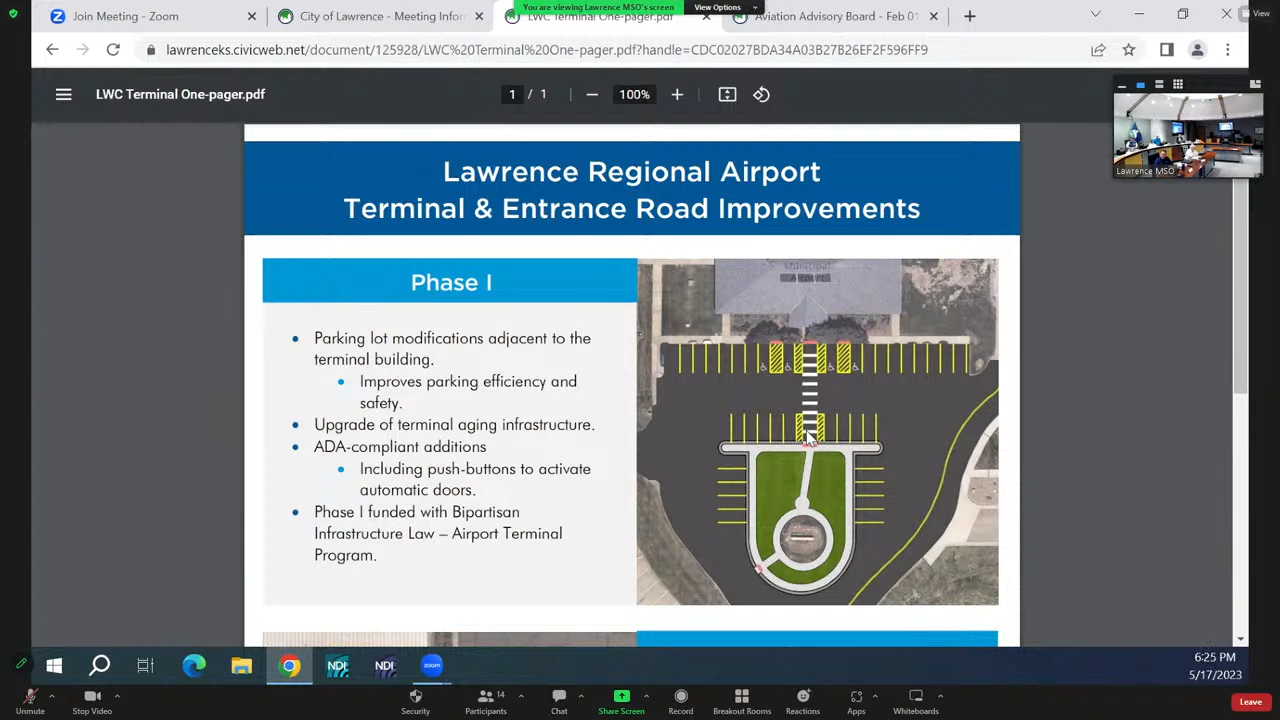 You are viewing Lawrence MSO's screen
View Options
View
Join Meeting - Zoom
City of Lawrence - Meeting Infor
LWC Terminal One-pager.pdf
Aviation Advisory Board - Feb 01
lawrenceks.civicweb.net/document/125928/LWC%20Terminal%20One-pager.pdf?handle=CDC02027BDA34A03B27B26EF2F596FF9
LWC Terminal One-pager.pdf
1 / 1
100%
Lawrence MSO
Lawrence Regional Airport
Terminal & Entrance Road Improvements
Phase I
Parking lot modifications adjacent to the
terminal building.
Improves parking efficiency and
safety.
Upgrade of terminal aging infrastructure.
ADA-compliant additions
Including push-buttons to activate
automatic doors.
Phase I funded with Bipartisan
Infrastructure Law – Airport Terminal
Program.
Municipal
Airport
NDI
NDI
zoom
6:25 PM
5/17/2023
Unmute
Stop Video
Security
Participants
14
Chat
Share Screen
Record
Breakout Rooms
Reactions
Apps
Whiteboards
Leave